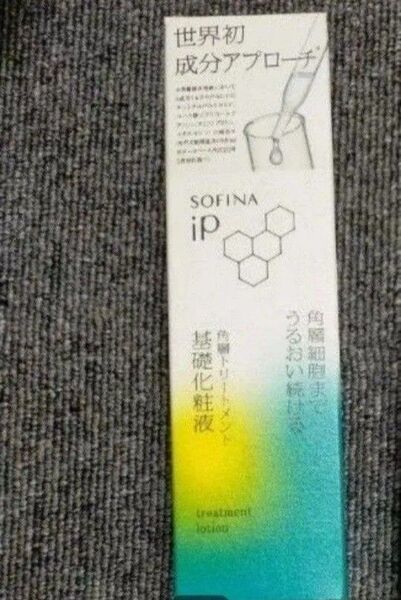 世界初
成分アプローチ*
SOFINA
iP
角層細胞まで
うるおい続ける
角層トリートメント
基礎化粧液
treatment
lotion